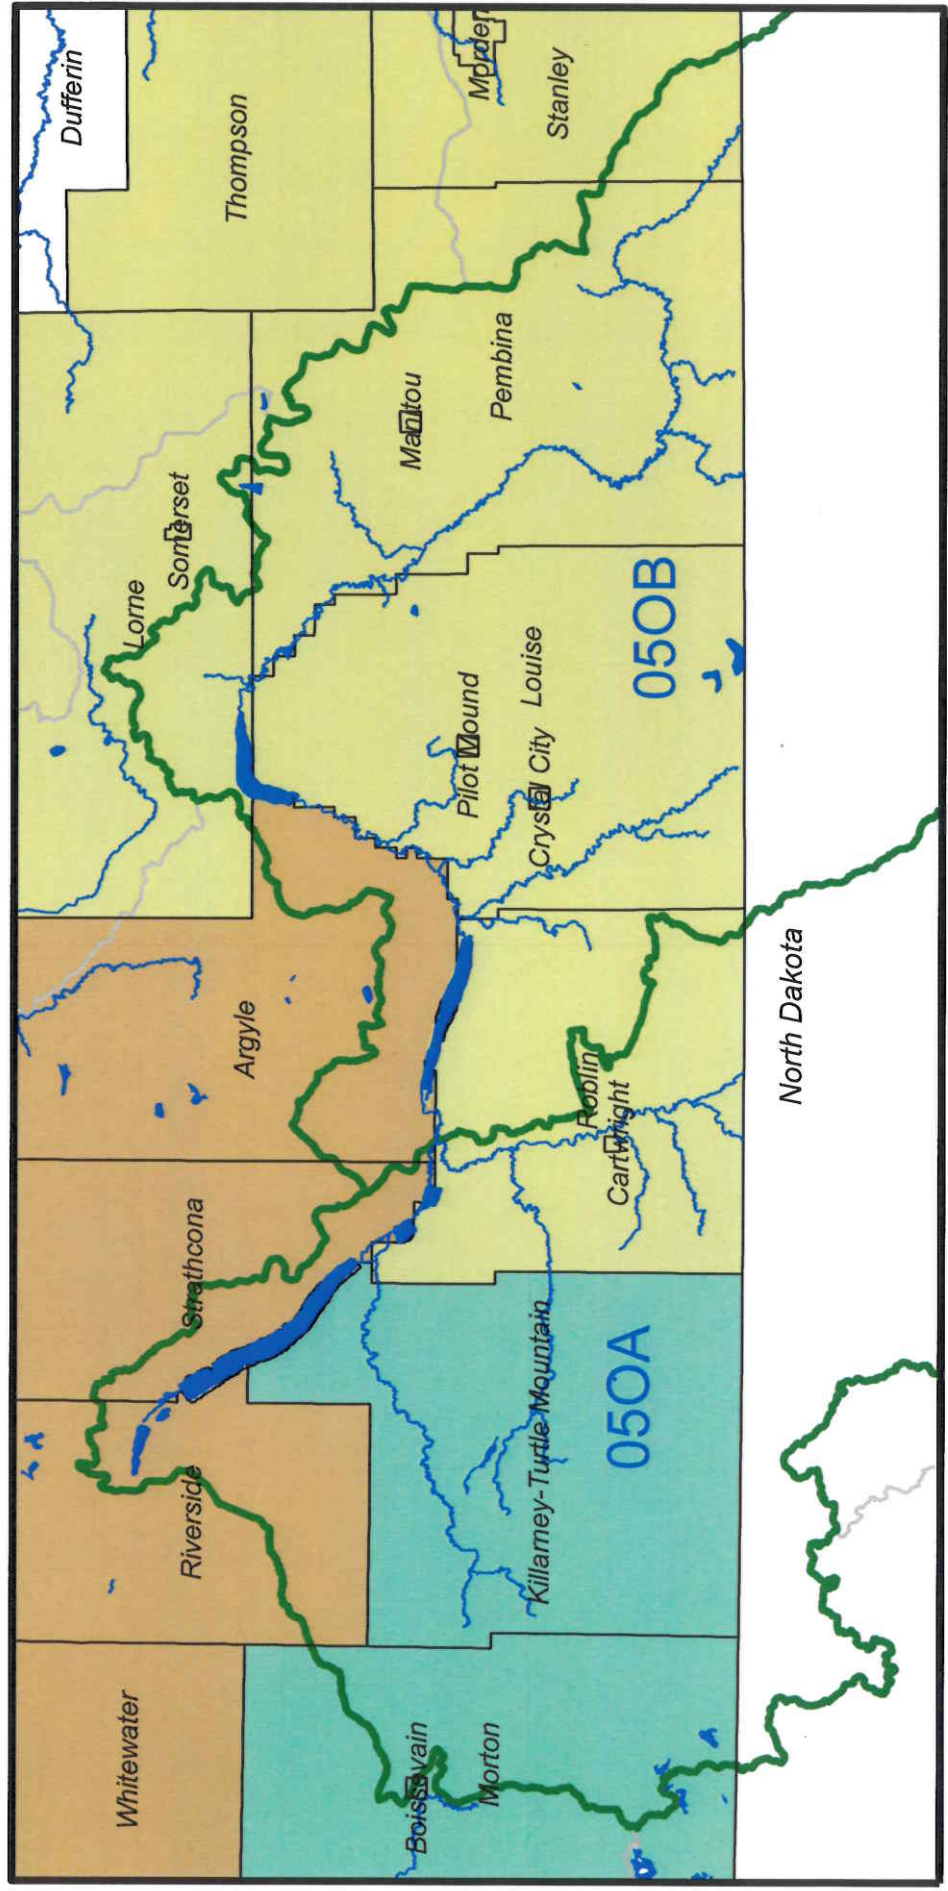 Dufferin
Thompson
Morden
Stanley
Lorne
Somerset
Manitou
Pembina
Pilot Mound
Crystal City
Louise
05OB
Argyle
Roblin
Cartwright
North Dakota
Strathcona
Riverside
Killarney-Turtle Mountain
05OA
Whitewater
Boissevain
Morton